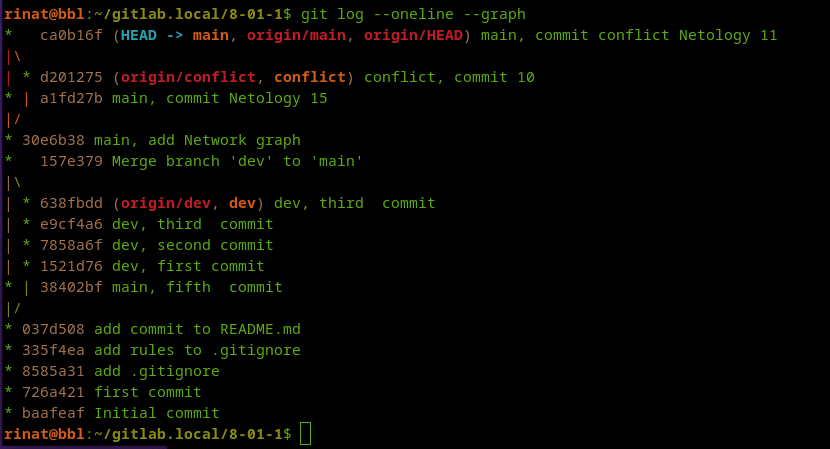 rinat@bbl:~/gitlab.local/8-01-1$ git log --oneline --graph
*   ca0b16f (HEAD -> main, origin/main, origin/HEAD) main, commit conflict Netology 11
|\
| * d201275 (origin/conflict, conflict) conflict, commit 10
* | a1fd27b main, commit Netology 15
|/
* 30e6b38 main, add Network graph
*   157e379 Merge branch 'dev' to 'main'
|\
| * 638fbdd (origin/dev, dev) dev, third  commit
| * e9cf4a6 dev, third  commit
| * 7858a6f dev, second commit
| * 1521d76 dev, first commit
* | 38402bf main, fifth  commit
|/
* 037d508 add commit to README.md
* 335f4ea add rules to .gitignore
* 8585a31 add .gitignore
* 726a421 first commit
* baafeaf Initial commit
rinat@bbl:~/gitlab.local/8-01-1$